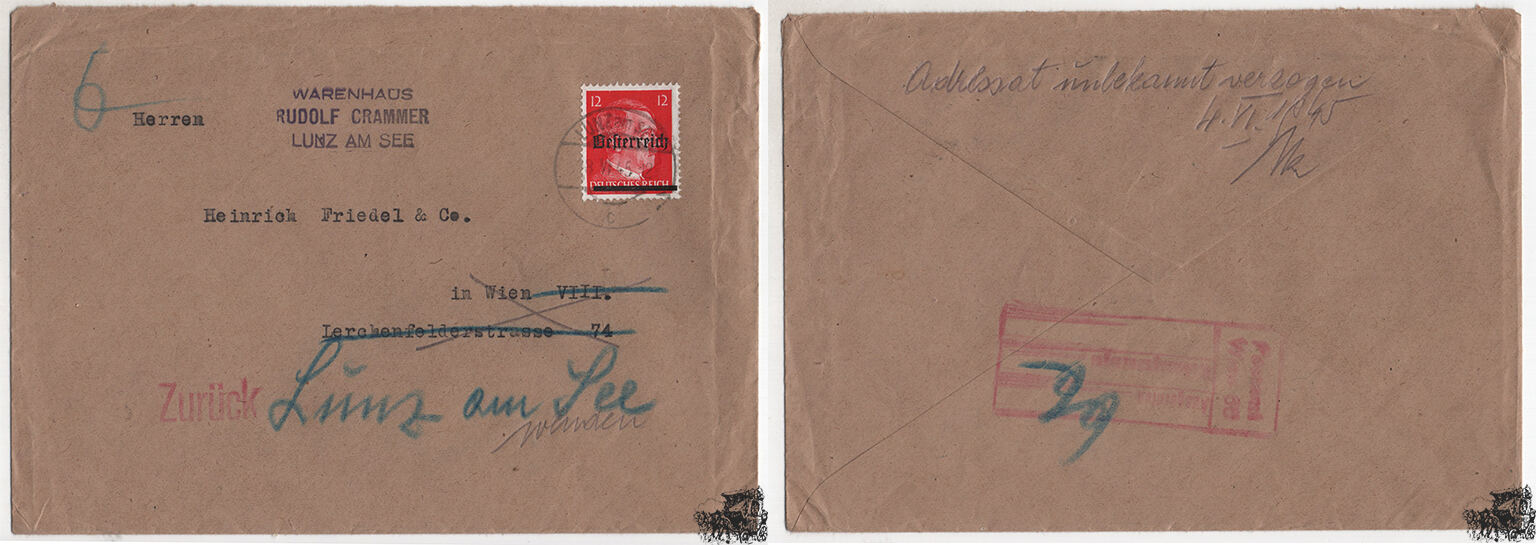 6
WARENHAUS
RUDOLF CRAMMER
LUNZ AM SEE
Herren
12 12
Oesterreich
DEUTSCHES REICH
c
Heinrich Friedel & Co.
in Wien VIII.
Lerchenfelderstrasse 74
Zurück Lunz am See
wenden
Adressat unbekannt verzogen
4. VI. 1945